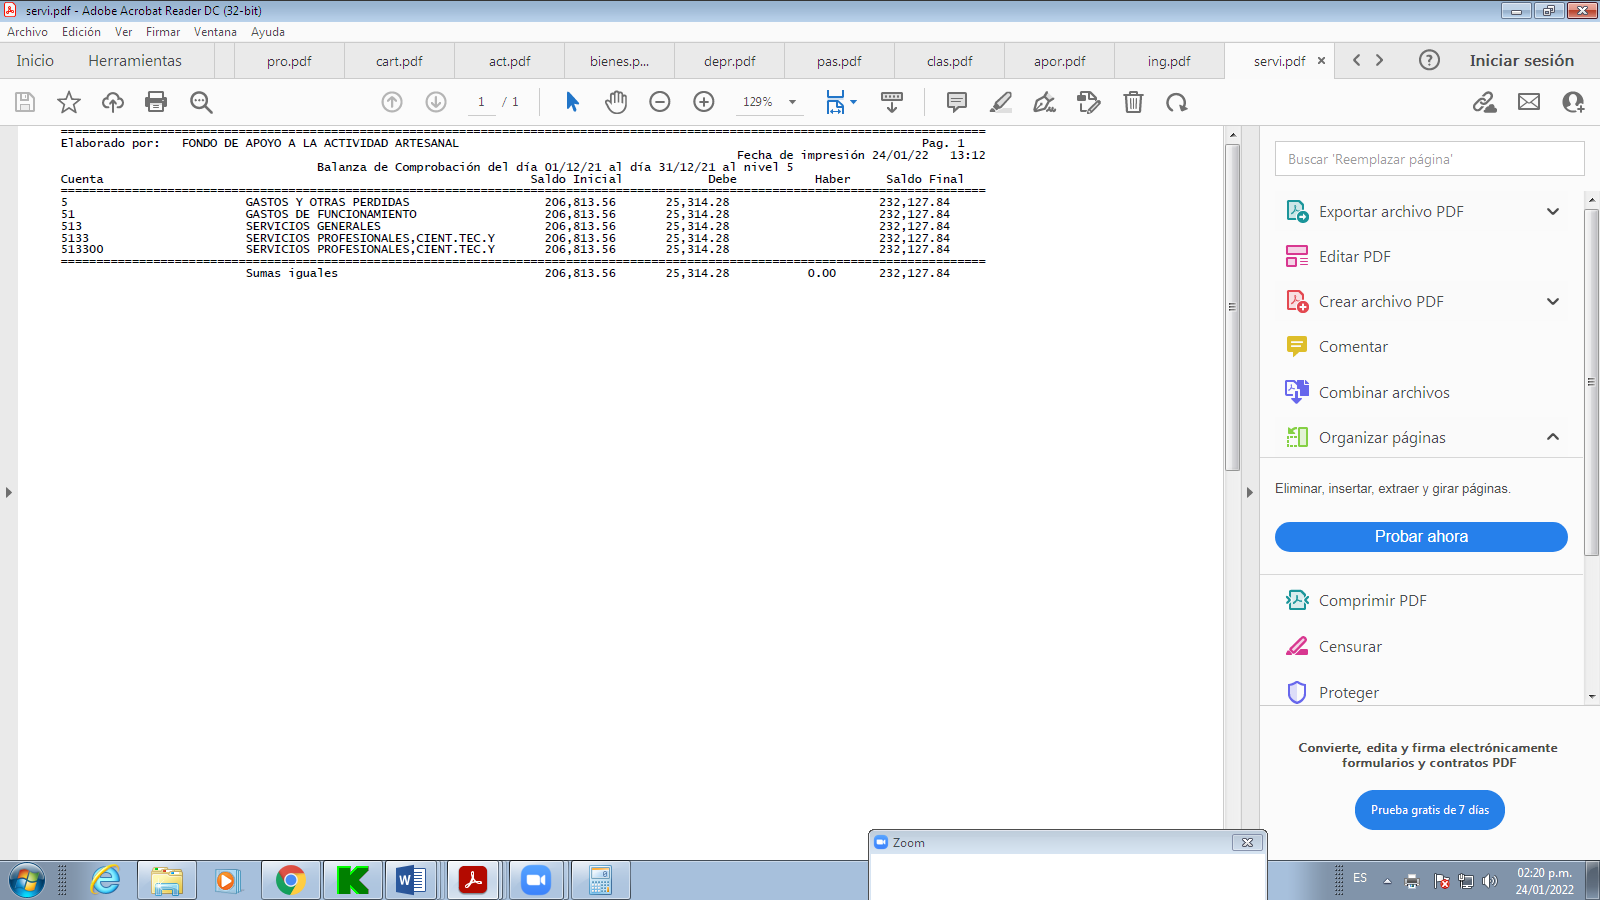 servi.pdf - Adobe Acrobat Reader DC (32-bit)
Archivo Edición Ver Firmar Ventana Ayuda
Inicio Herramientas pro.pdf cart.pdf act.pdf bienes.p... depr.pdf pas.pdf clas.pdf apor.pdf ing.pdf servi.pdf Iniciar sesión
1 / 1 129%
Elaborado por: FONDO DE APOYO A LA ACTIVIDAD ARTESANAL Pag. 1
Fecha de impresión 24/01/22 13:12
Balanza de Comprobación del día 01/12/21 al día 31/12/21 al nivel 5
Cuenta Saldo Inicial Debe Haber Saldo Final
5 GASTOS Y OTRAS PERDIDAS 206,813.56 25,314.28 232,127.84
51 GASTOS DE FUNCIONAMIENTO 206,813.56 25,314.28 232,127.84
513 SERVICIOS GENERALES 206,813.56 25,314.28 232,127.84
5133 SERVICIOS PROFESIONALES,CIENT.TEC.Y 206,813.56 25,314.28 232,127.84
513300 SERVICIOS PROFESIONALES,CIENT.TEC.Y 206,813.56 25,314.28 232,127.84
Sumas iguales 206,813.56 25,314.28 0.00 232,127.84
Buscar 'Reemplazar página'
Exportar archivo PDF
Editar PDF
Crear archivo PDF
Comentar
Combinar archivos
Organizar páginas
Eliminar, insertar, extraer y girar páginas.
Probar ahora
Comprimir PDF
Censurar
Proteger
Convierte, edita y firma electrónicamente
formularios y contratos PDF
Prueba gratis de 7 días
Zoom
ES
02:20 p.m.
24/01/2022